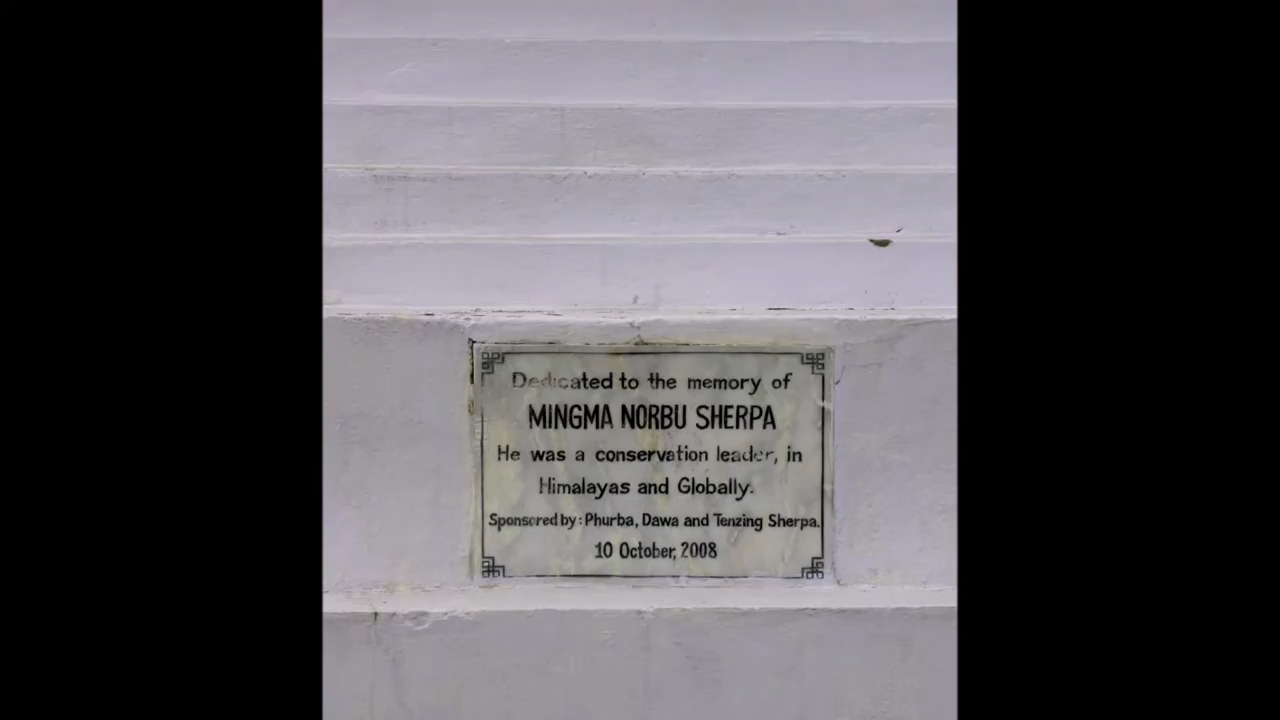 Dedicated to the memory of
MINGMA NORBU SHERPA
He was a conservation leader, in
Himalayas and Globally.
Sponsored by: Phurba, Dawa and Tenzing Sherpa.
10 October, 2008